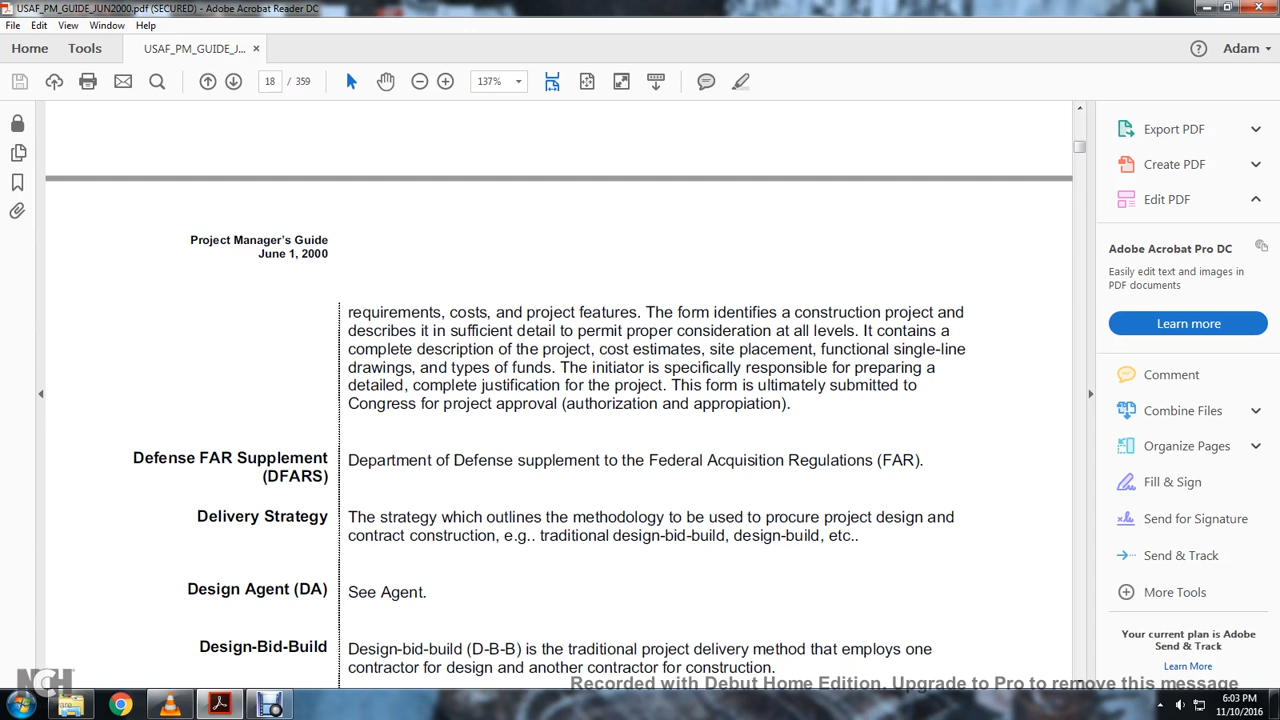 USAF_PM_GUIDE_JUN2000.pdf (SECURED) - Adobe Acrobat Reader DC
File Edit View Window Help
Home Tools USAF_PM_GUIDE_J... × Adam
18 / 359 137%
Project Manager's Guide
June 1, 2000
requirements, costs, and project features. The form identifies a construction project and
describes it in sufficient detail to permit proper consideration at all levels. It contains a
complete description of the project, cost estimates, site placement, functional single-line
drawings, and types of funds. The initiator is specifically responsible for preparing a
detailed, complete justification for the project. This form is ultimately submitted to
Congress for project approval (authorization and appropiation).
Defense FAR Supplement
(DFARS)
Department of Defense supplement to the Federal Acquisition Regulations (FAR).
Delivery Strategy
The strategy which outlines the methodology to be used to procure project design and
contract construction, e.g.. traditional design-bid-build, design-build, etc..
Design Agent (DA)
See Agent.
Design-Bid-Build
Design-bid-build (D-B-B) is the traditional project delivery method that employs one
contractor for design and another contractor for construction.
Export PDF
Create PDF
Edit PDF
Adobe Acrobat Pro DC
Easily edit text and images in
PDF documents
Learn more
Comment
Combine Files
Organize Pages
Fill & Sign
Send for Signature
Send & Track
More Tools
Your current plan is Adobe
Send & Track
Learn More
NCH
Recorded with Debut Home Edition. Upgrade to Pro to remove this message
6:03 PM
11/10/2016